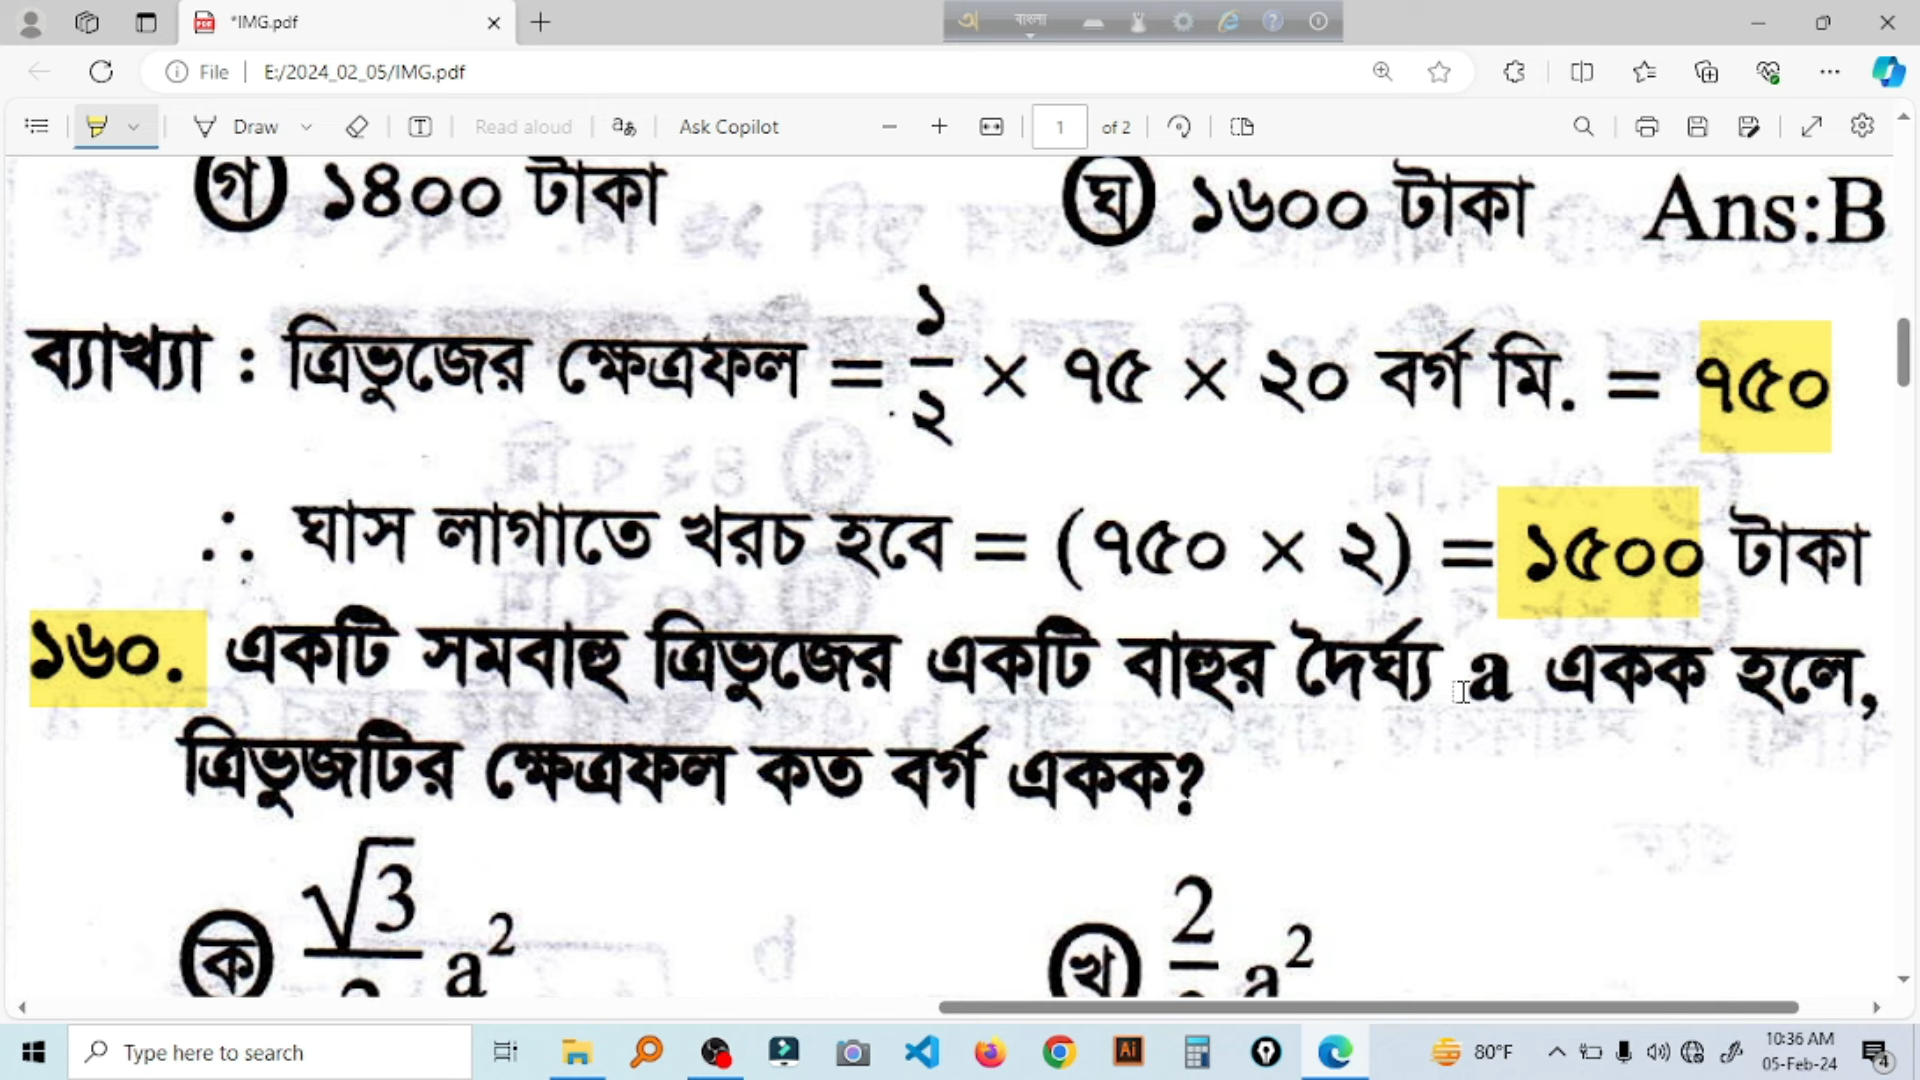 *IMG.pdf
বাংলা
File E:/2024_02_05/IMG.pdf
Draw Read aloud Ask Copilot 1 of 2
গ ১৪০০ টাকা ঘ ১৬০০ টাকা Ans:B
ব্যাখ্যা : ত্রিভুজের ক্ষেত্রফল = ১/২ × ৭৫ × ২০ বর্গ মি. = ৭৫০
∴ ঘাস লাগাতে খরচ হবে = (৭৫০ × ২) = ১৫০০ টাকা
১৬০. একটি সমবাহু ত্রিভুজের একটি বাহুর দৈর্ঘ্য a একক হলে,
ত্রিভুজটির ক্ষেত্রফল কত বর্গ একক?
ক √3 a² খ 2 a²
Type here to search Ai 80°F 10:36 AM
05-Feb-24 4